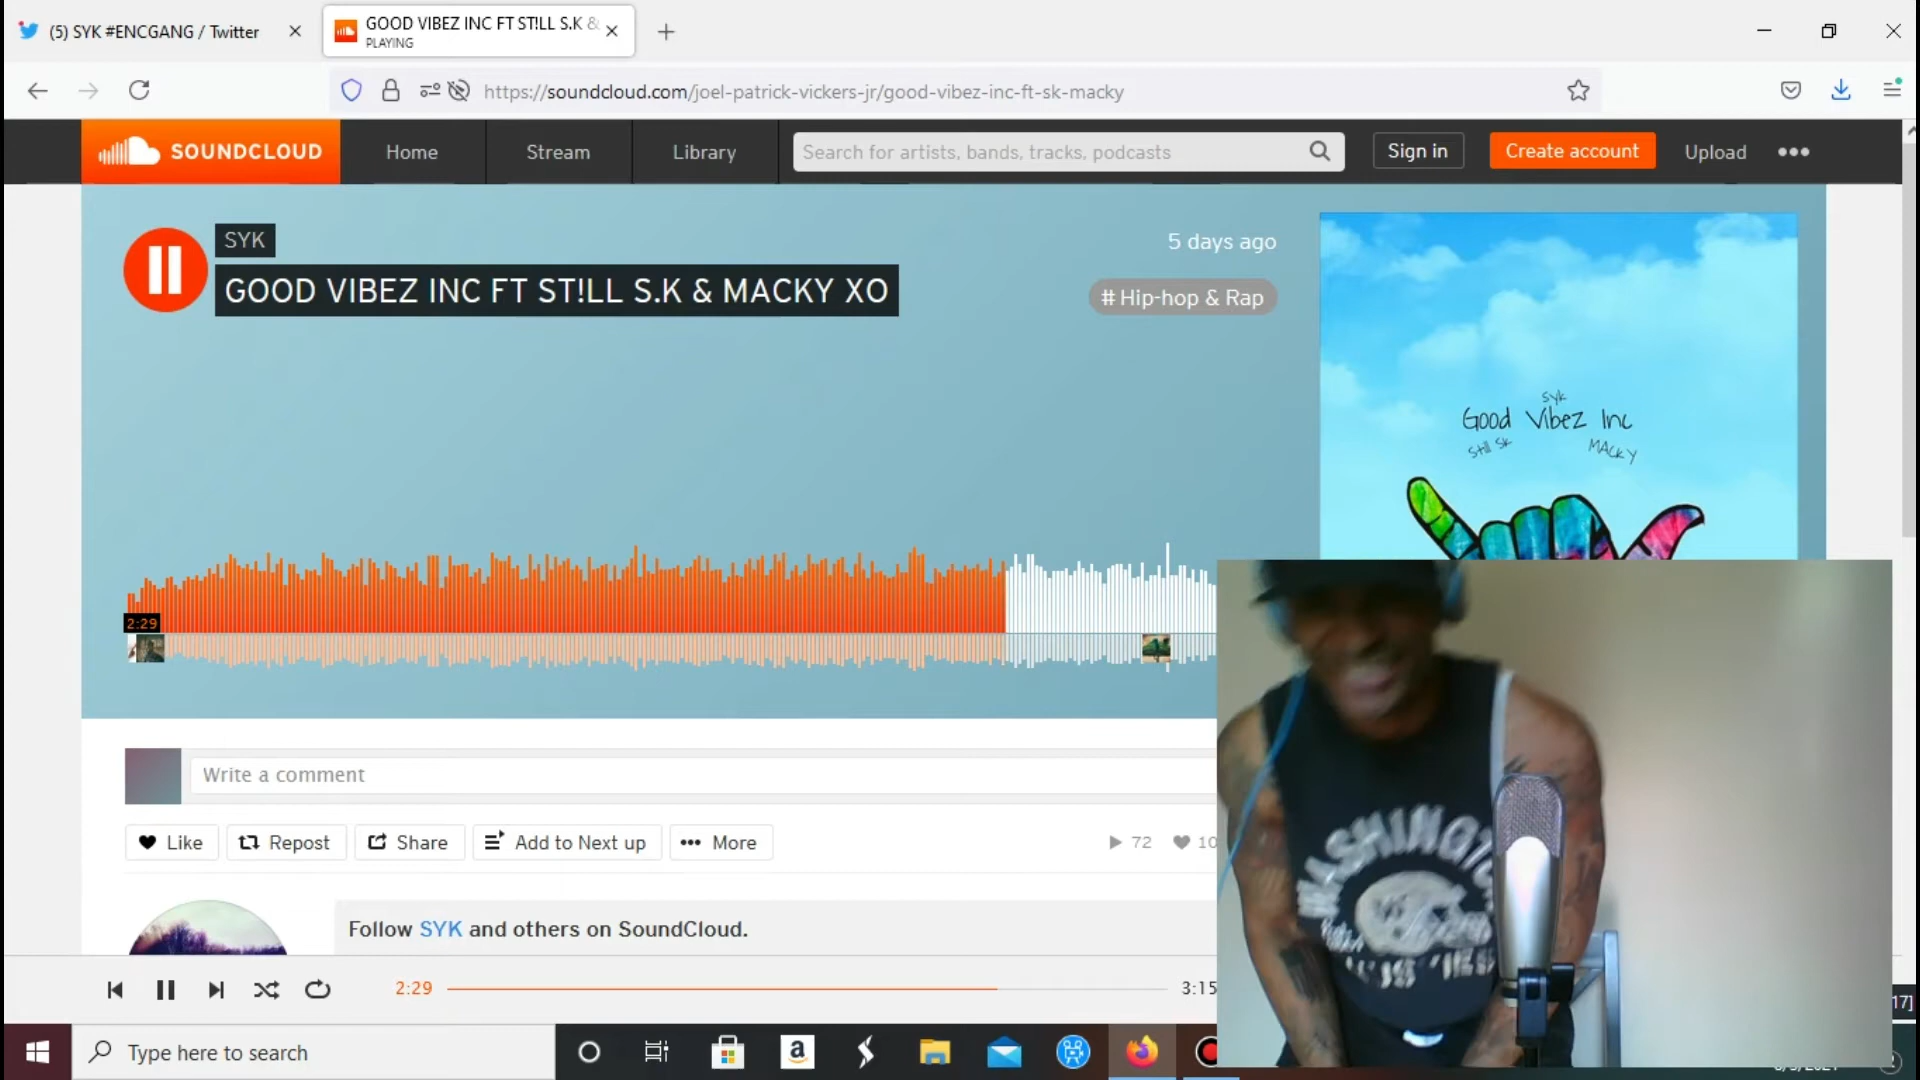 (5) SYK #ENCGANG / Twitter
GOOD VIBEZ INC FT ST!LL S.K &
PLAYING
https://soundcloud.com/joel-patrick-vickers-jr/good-vibez-inc-ft-sk-macky
SOUNDCLOUD
Home
Stream
Library
Search for artists, bands, tracks, podcasts
Sign in
Create account
Upload
SYK
5 days ago
GOOD VIBEZ INC FT ST!LL S.K & MACKY XO
# Hip-hop & Rap
Syk
Good Vibez Inc
Still SK
MACKY
2:29
Write a comment
Like
Repost
Share
Add to Next up
More
72
10
Follow SYK and others on SoundCloud.
2:29
3:15
17]
Type here to search
WASHINGT